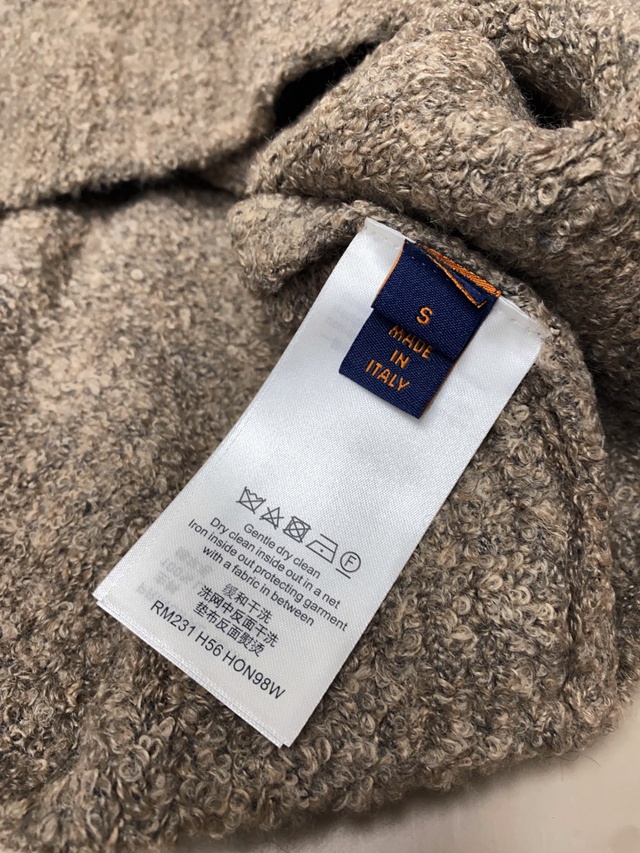 S
MADE
IN
ITALY
Gentle dry clean
Dry clean inside out in a net
Iron inside out protecting garment
with a fabric in between
缓和干洗
洗网中反面干洗
垫布反面熨烫
RM231 H56 HON98W